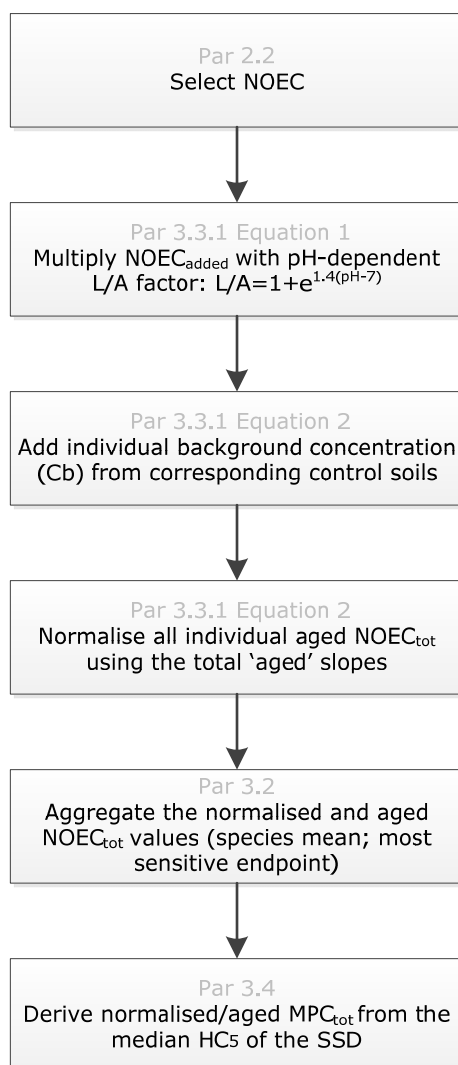 Par 2.2
Select NOEC
Par 3.3.1 Equation 1
Multiply NOECadded with pH-dependent
L/A factor: L/A=1+e1.4(pH-7)
Par 3.3.1 Equation 2
Add individual background concentration
(Cb) from corresponding control soils
Par 3.3.1 Equation 2
Normalise all individual aged NOECtot
using the total ‘aged’ slopes
Par 3.2
Aggregate the normalised and aged
NOECtot values (species mean; most
sensitive endpoint)
Par 3.4
Derive normalised/aged MPCtot from the
median HC5 of the SSD